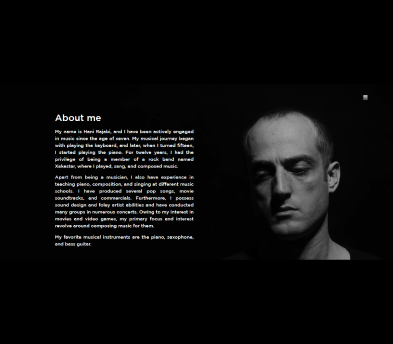 About me
My name is Hani Rajabi, and I have been actively engaged
in music since the age of seven. My musical journey began
with playing the keyboard, and later, when I turned fifteen,
I started playing the piano. For twelve years, I had the
privilege of being a member of a rock band named
Xakestar, where I played, sang, and composed music.
Apart from being a musician, I also have experience in
teaching piano, composition, and singing at different music
schools. I have produced several pop songs, movie
soundtracks, and commercials. Furthermore, I possess
sound design and foley artist abilities and have conducted
many groups in numerous concerts. Owing to my interest in
movies and video games, my primary focus and interest
revolve around composing music for them.
My favorite musical instruments are the piano, saxophone,
and bass guitar.